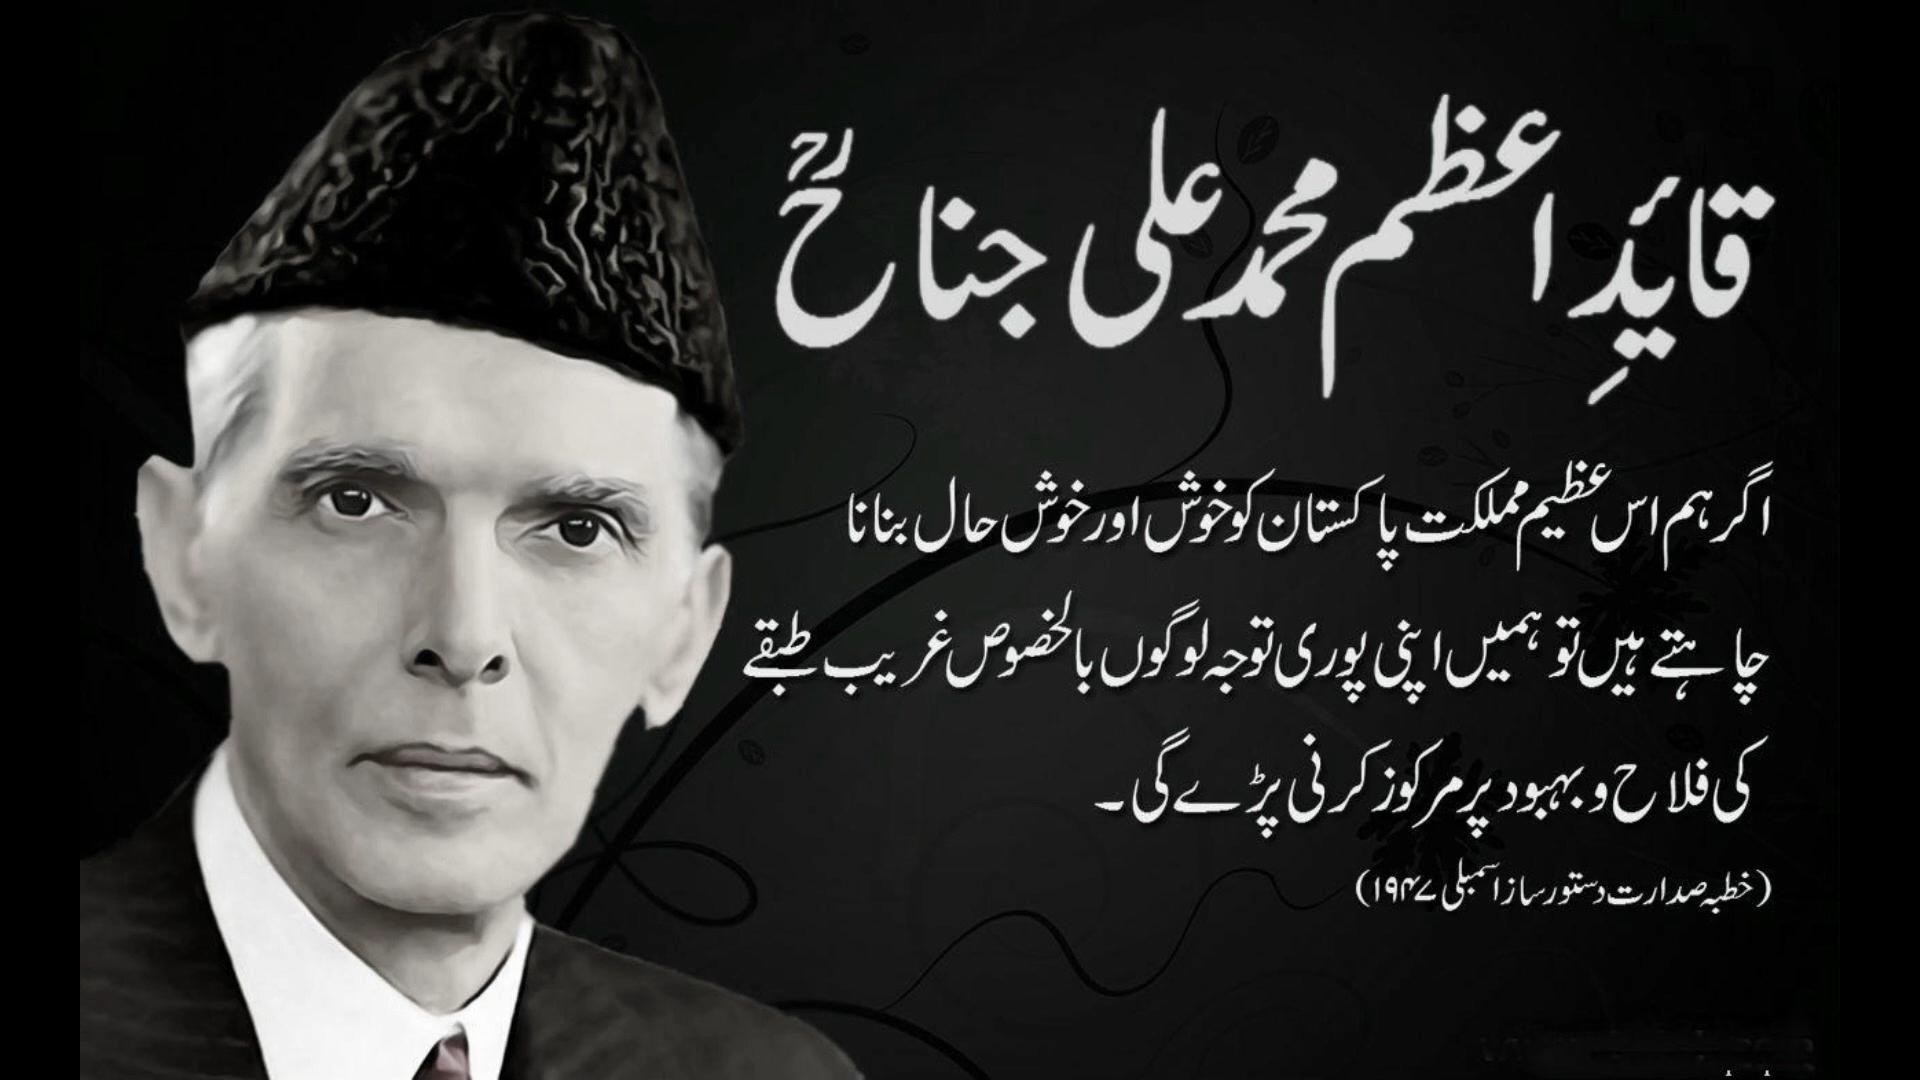 قائدِ اعظم محمد علی جناحؒ
اگر ہم اس عظیم مملکت پاکستان کو خوش اور خوش حال بنانا
چاہتے ہیں تو ہمیں اپنی پوری توجہ لوگوں بالخصوص غریب طبقے
کی فلاح و بہبود پر مرکوز کرنی پڑے گی۔
(خطبہ صدارت دستور ساز اسمبلی ۱۹۴۷)